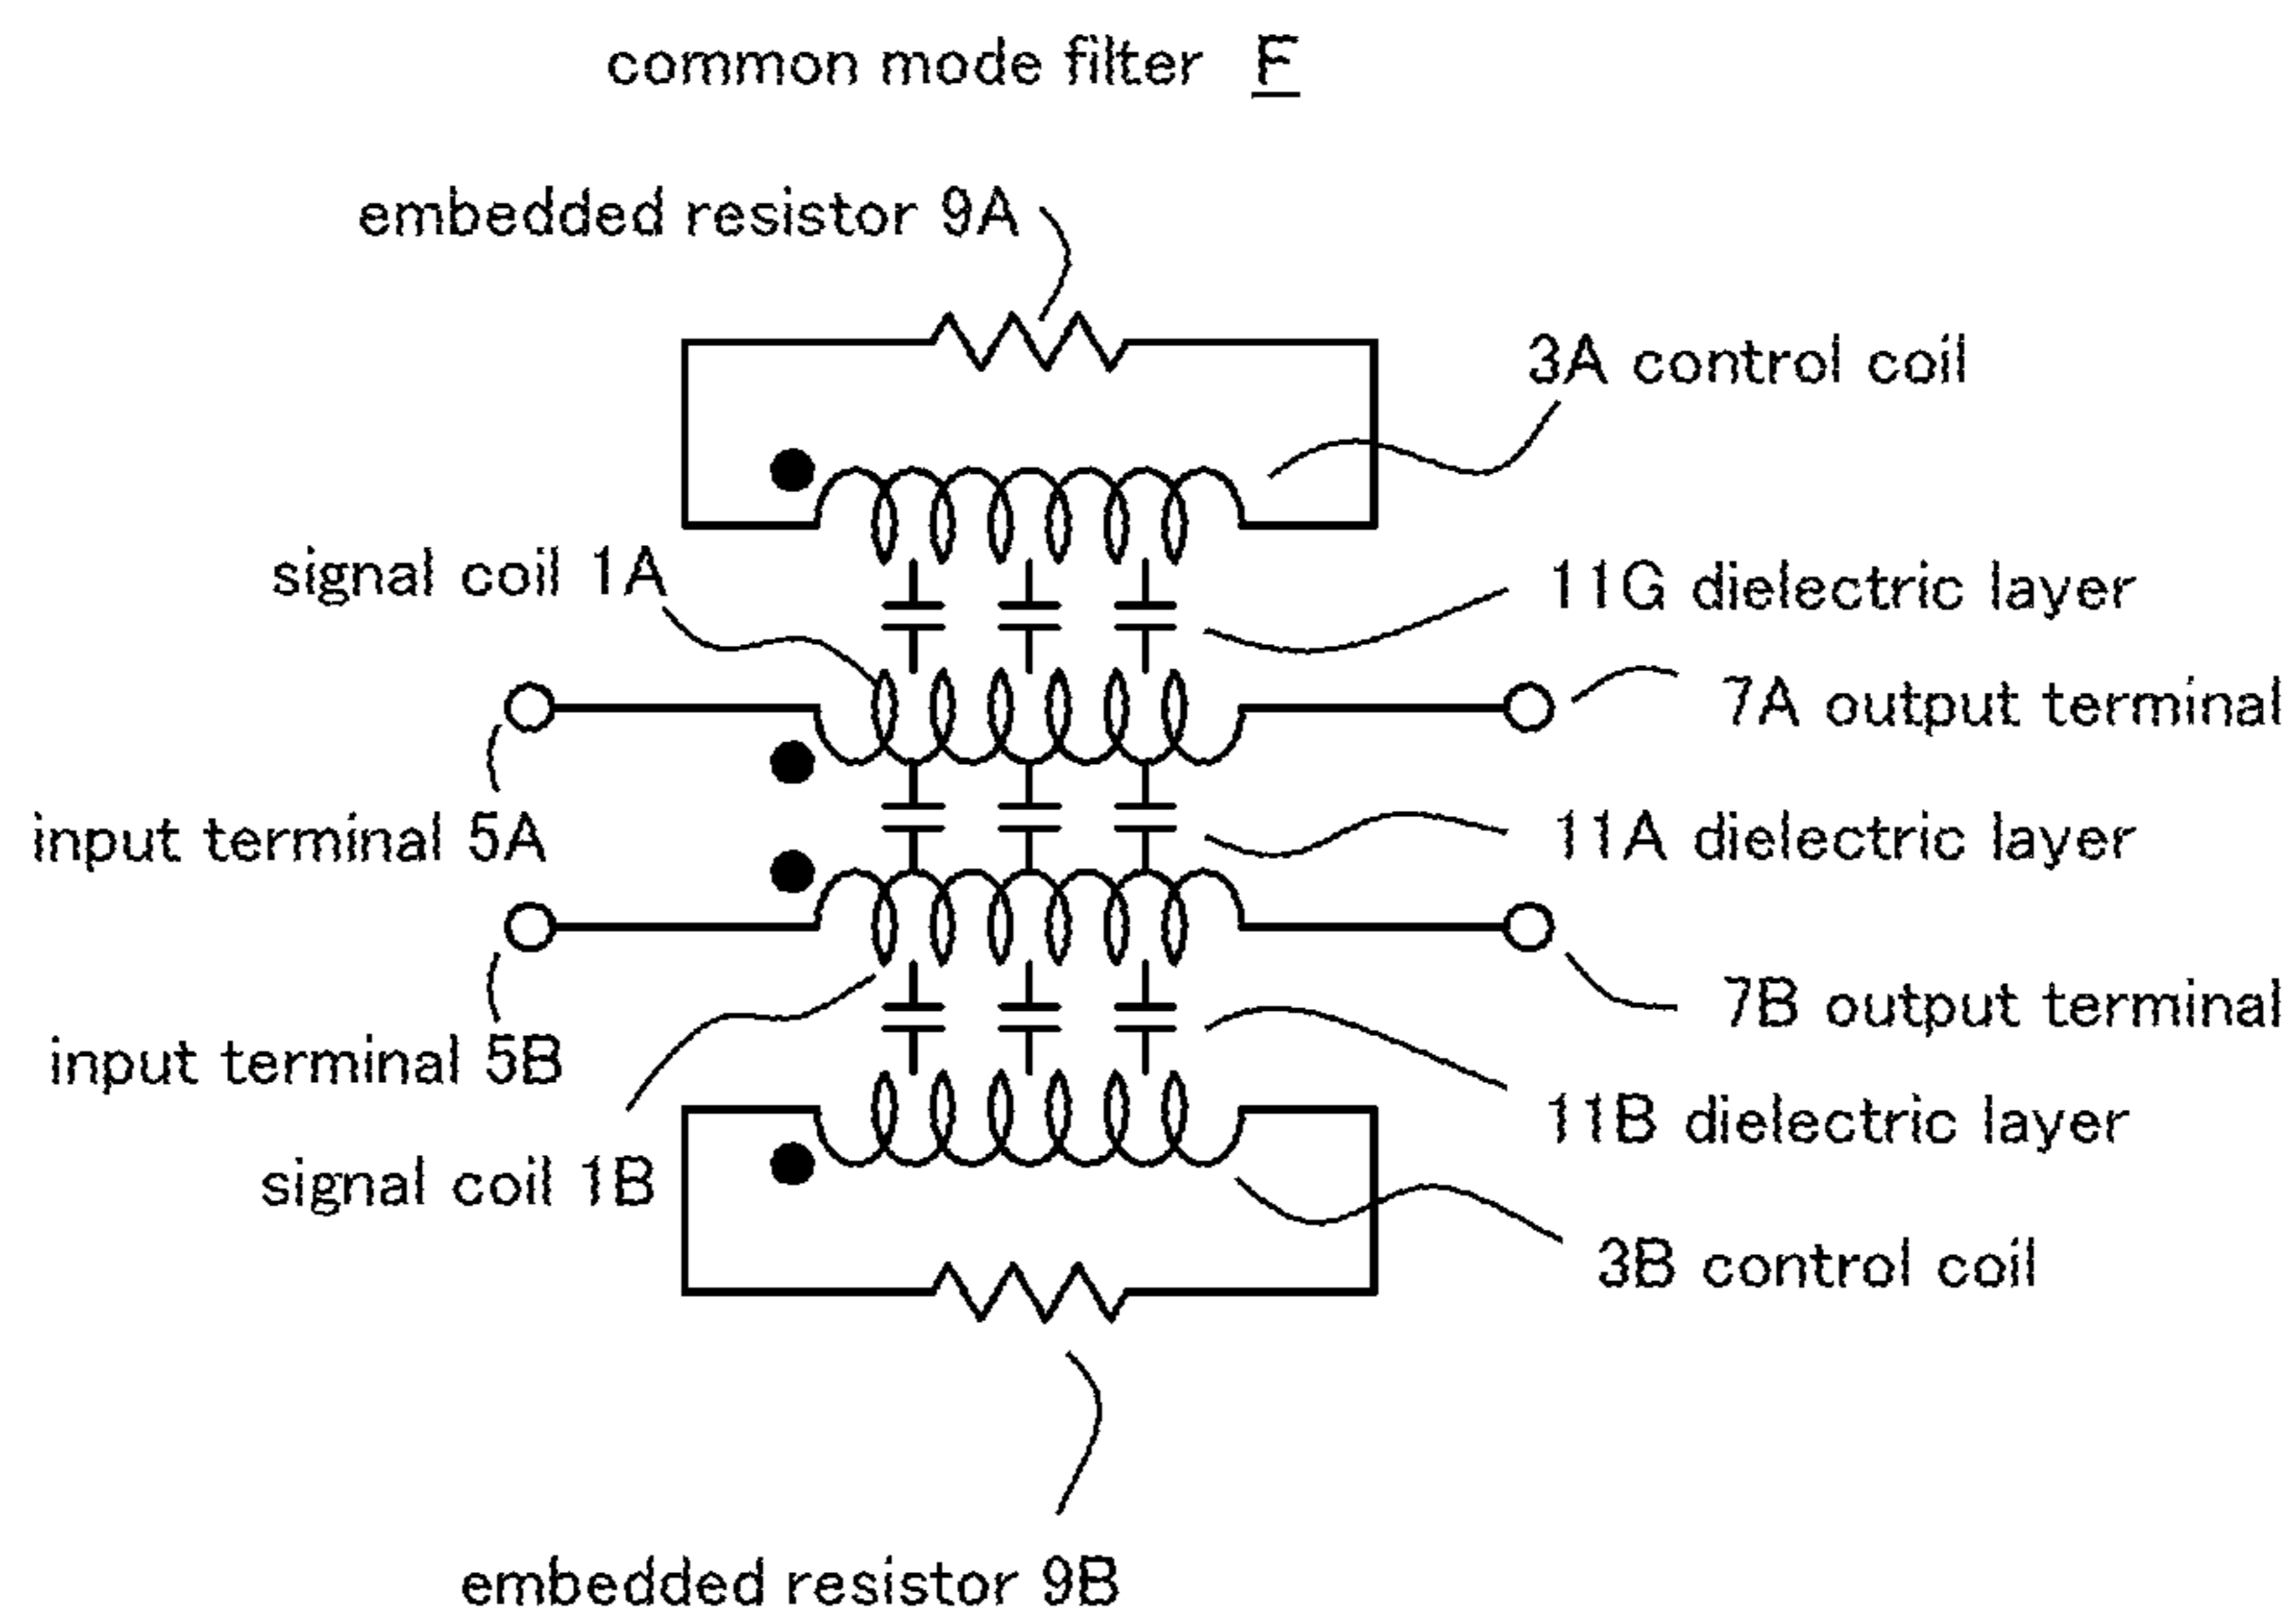 common mode filter F
embedded resistor 9A
3A control coil
signal coil 1A
11G dielectric layer
7A output terminal
input terminal 5A
11A dielectric layer
7B output terminal
input terminal 5B
11B dielectric layer
signal coil 1B
3B control coil
embedded resistor 9B